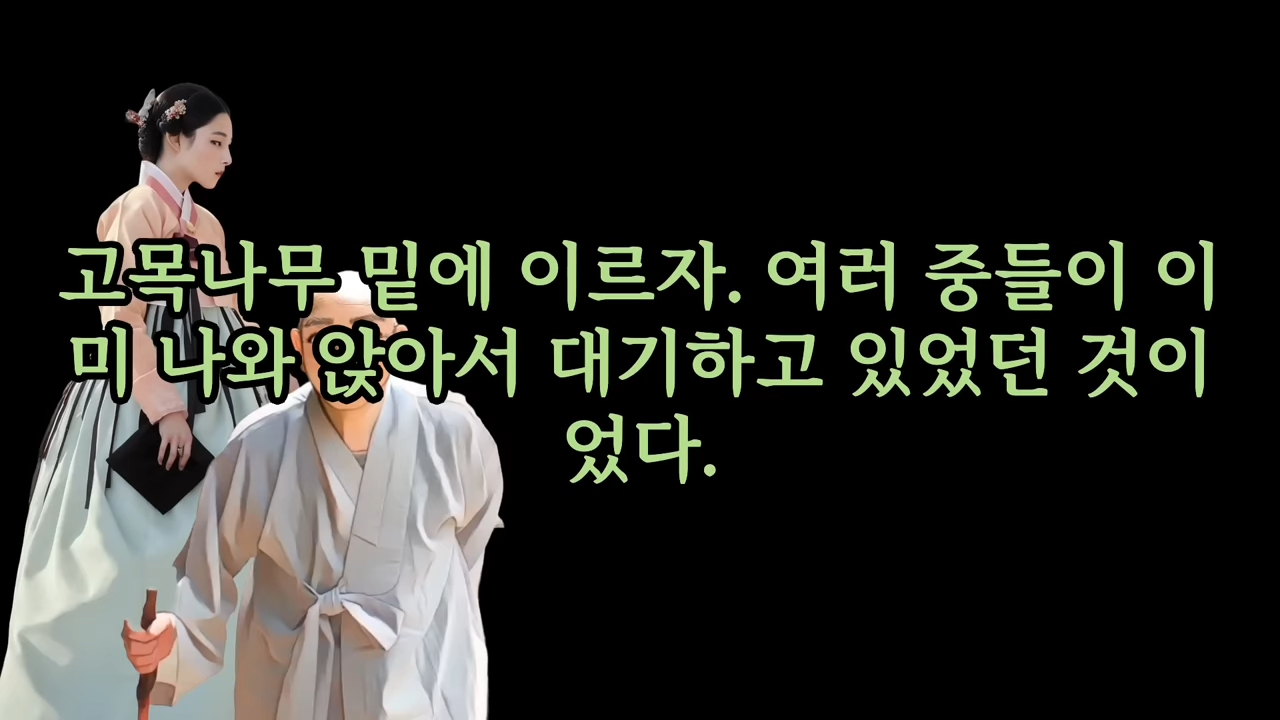 고목나무 밑에 이르자. 여러 중들이 이
미 나와 앉아서 대기하고 있었던 것이
었다.